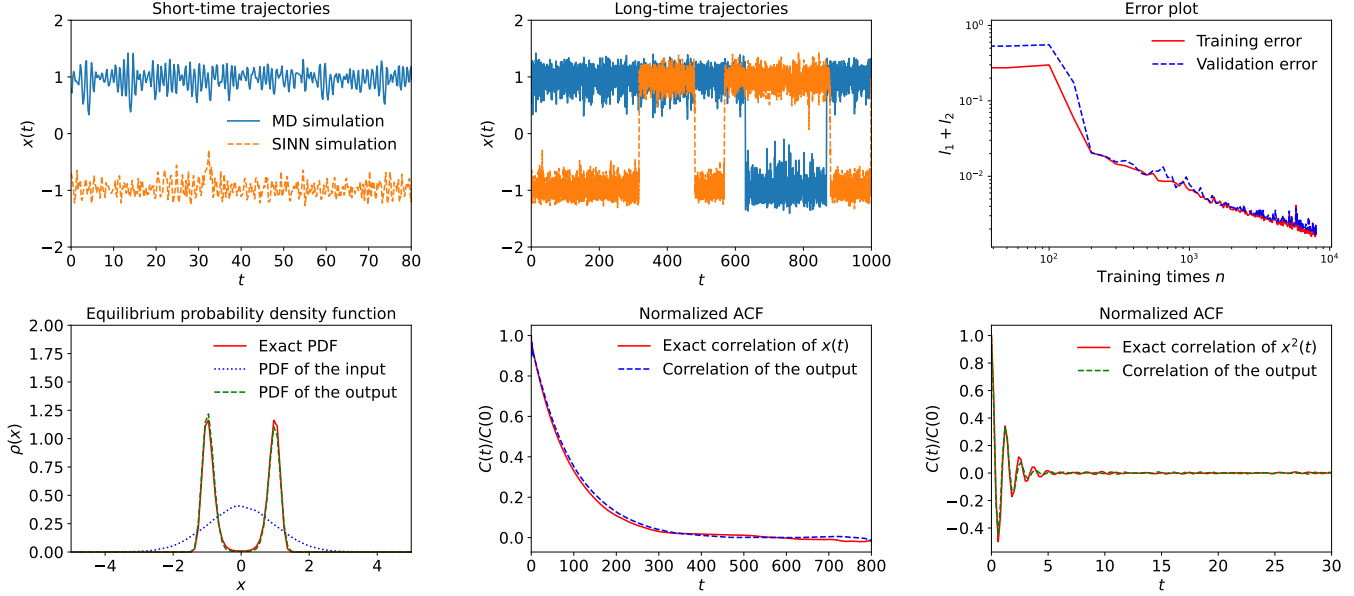 Short-time trajectories
2
1
0
−1
−2
x(t)
MD simulation
SINN simulation
0 10 20 30 40 50 60 70 80
t
Long-time trajectories
2
1
0
−1
−2
x(t)
0 200 400 600 800 1000
t
Error plot
10⁰
10⁻¹
10⁻²
l₁ + l₂
Training error
Validation error
10² 10³ 10⁴
Training times n
Equilibrium probability density function
2.00
1.75
1.50
1.25
1.00
0.75
0.50
0.25
0.00
ρ(x)
Exact PDF
PDF of the input
PDF of the output
−4 −2 0 2 4
x
Normalized ACF
1.0
0.8
0.6
0.4
0.2
0.0
C(t)/C(0)
Exact correlation of x(t)
Correlation of the output
0 100 200 300 400 500 600 700 800
t
Normalized ACF
1.0
0.8
0.6
0.4
0.2
0.0
−0.2
−0.4
C(t)/C(0)
Exact correlation of x²(t)
Correlation of the output
0 5 10 15 20 25 30
t